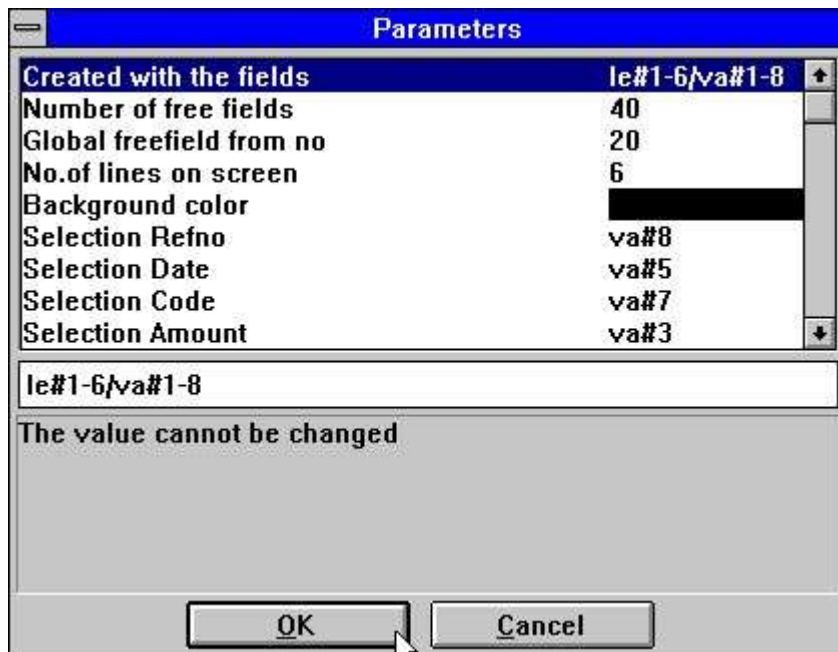 Parameters
Created with the fields le#1-6/va#1-8
Number of free fields 40
Global freefield from no 20
No.of lines on screen 6
Background color
Selection Refno va#8
Selection Date va#5
Selection Code va#7
Selection Amount va#3
le#1-6/va#1-8
The value cannot be changed
OK Cancel